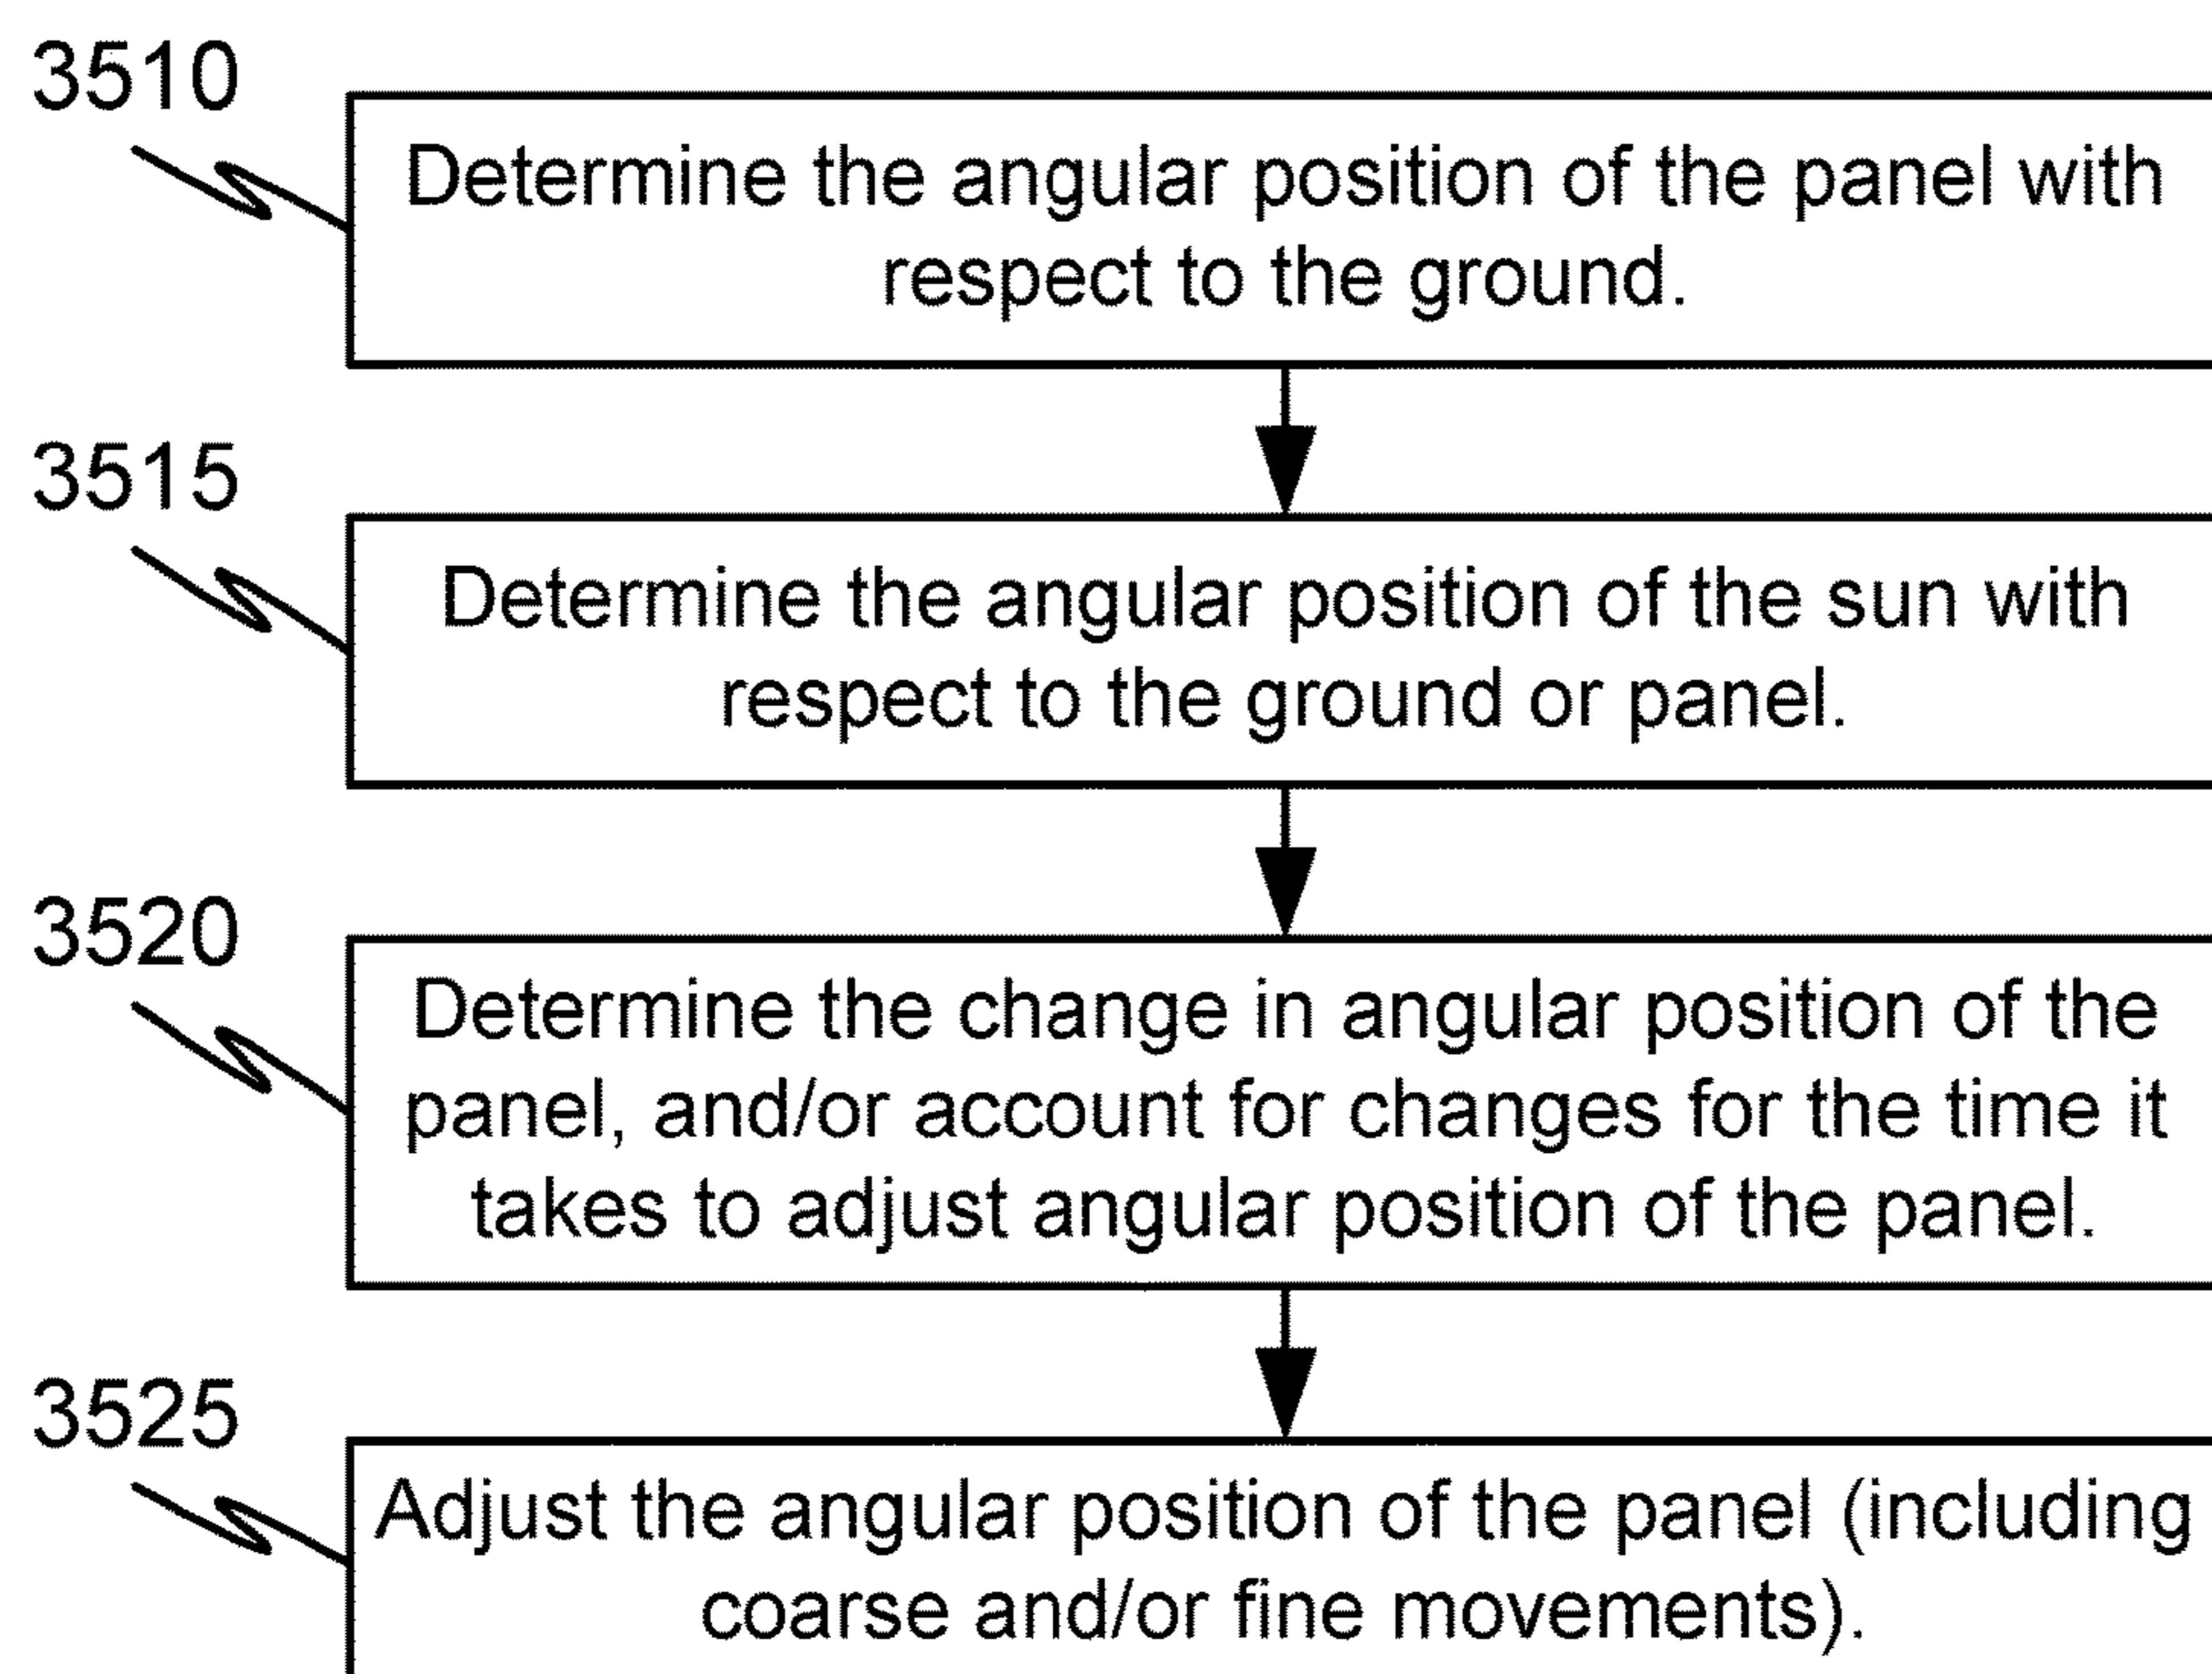 3510
Determine the angular position of the panel with
respect to the ground.
3515
Determine the angular position of the sun with
respect to the ground or panel.
3520
Determine the change in angular position of the
panel, and/or account for changes for the time it
takes to adjust angular position of the panel.
3525
Adjust the angular position of the panel (including
coarse and/or fine movements).